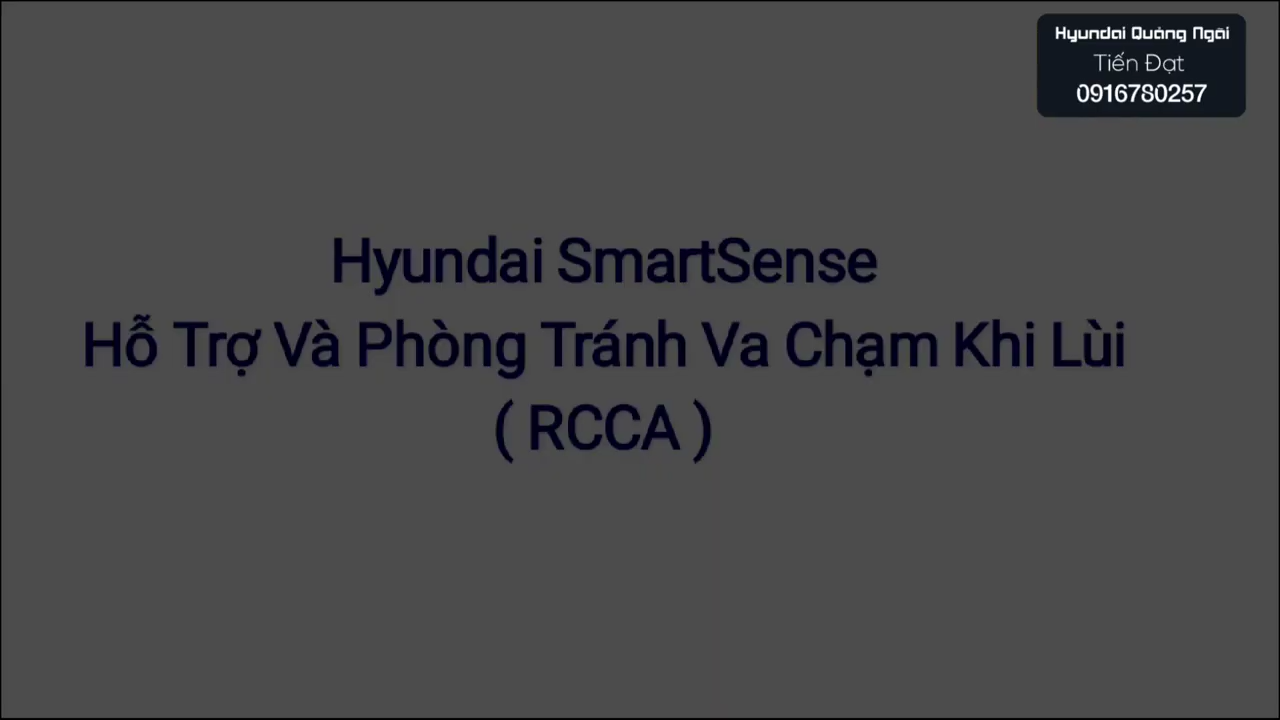 Hyundai Quảng Ngãi
Tiến Đạt
0916780257
Hyundai SmartSense
Hỗ Trợ Và Phòng Tránh Va Chạm Khi Lùi
( RCCA )